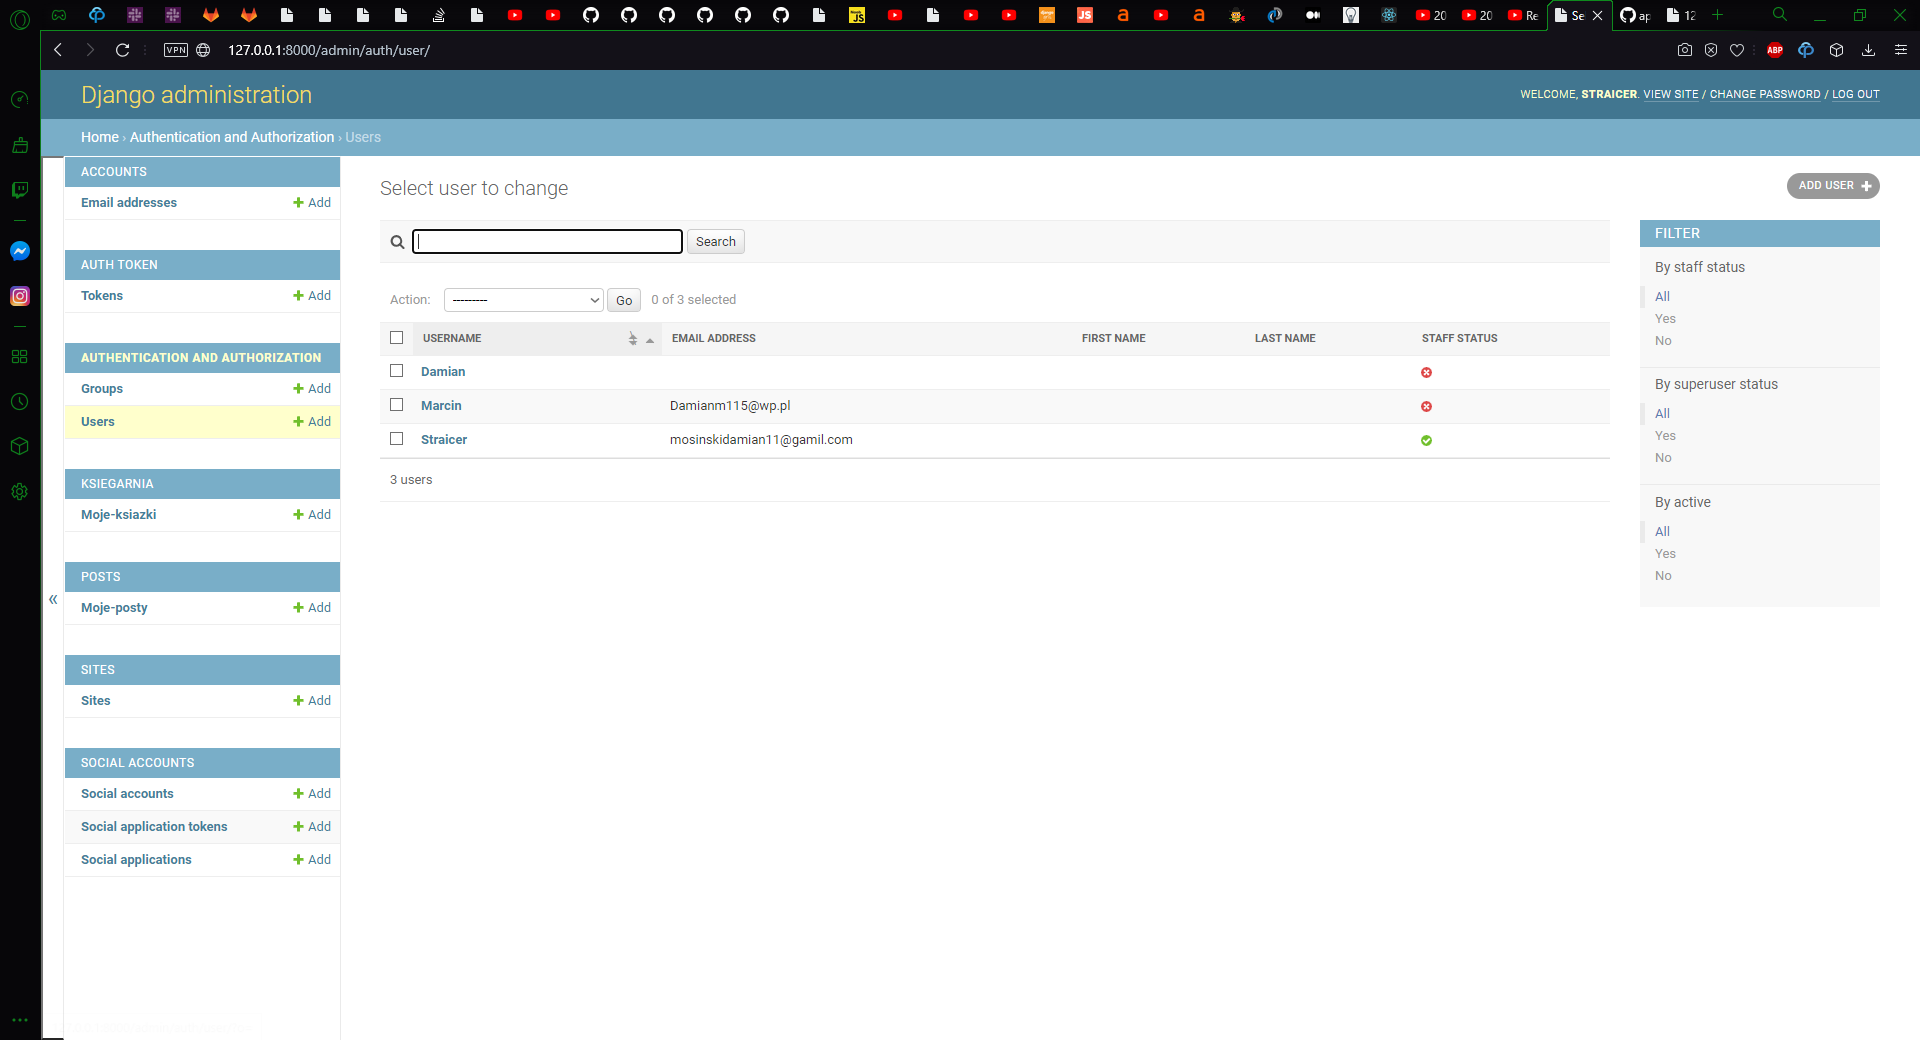 20
20
Re
Se
ap
12
VPN
127.0.0.1:8000/admin/auth/user/
ABP
Django administration
WELCOME, STRAICER. VIEW SITE / CHANGE PASSWORD / LOG OUT
Home › Authentication and Authorization › Users
ACCOUNTS
Email addresses
Add
AUTH TOKEN
Tokens
Add
AUTHENTICATION AND AUTHORIZATION
Groups
Add
Users
Add
KSIEGARNIA
Moje-ksiazki
Add
POSTS
Moje-posty
Add
SITES
Sites
Add
SOCIAL ACCOUNTS
Social accounts
Add
Social application tokens
Add
Social applications
Add
«
Select user to change
ADD USER
Search
Action: --------- Go 0 of 3 selected
USERNAME EMAIL ADDRESS FIRST NAME LAST NAME STAFF STATUS
Damian
Marcin Damianm115@wp.pl
Straicer mosinskidamian11@gamil.com
3 users
FILTER
By staff status
All
Yes
No
By superuser status
All
Yes
No
By active
All
Yes
No